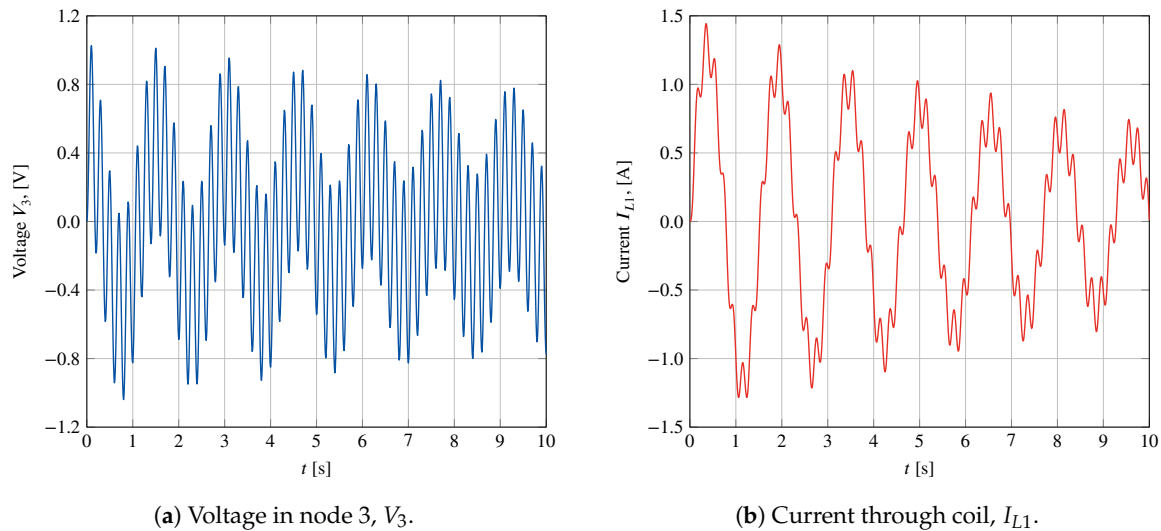 1.2
0.8
0.4
0.0
−0.4
−0.8
−1.2
Voltage V3, [V]
0 1 2 3 4 5 6 7 8 9 10
t [s]
(a) Voltage in node 3, V3.
1.5
1.0
0.5
0.0
−0.5
−1.0
−1.5
Current IL1, [A]
0 1 2 3 4 5 6 7 8 9 10
t [s]
(b) Current through coil, IL1.